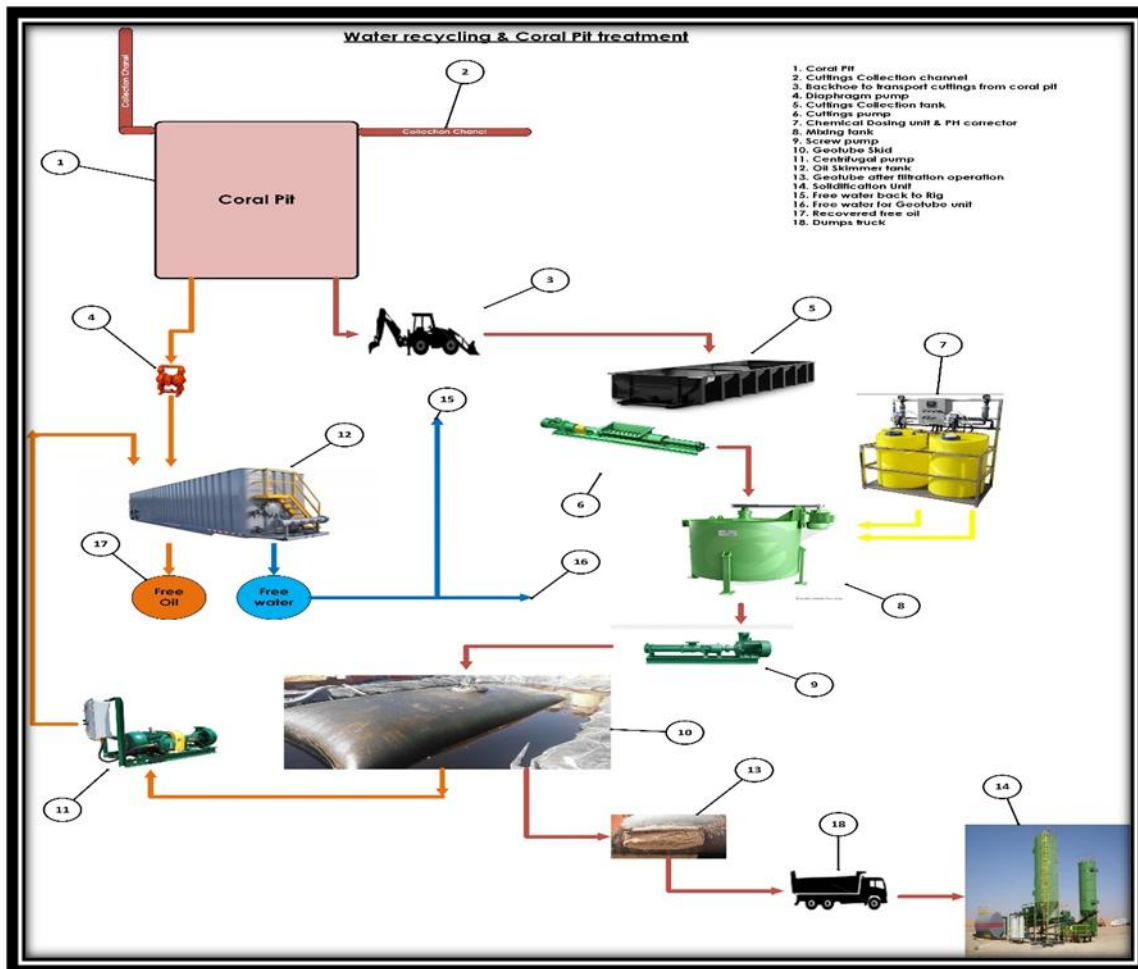 Water recycling & Coral Pit treatment
Collection Chanel
2
1. Coral Pit
2. Cuttings Collection channel
3. Backhoe to transport cuttings from coral pit
4. Diaphragm pump
5. Cuttings Collection tank
6. Cuttings pump
7. Chemical Dosing unit & PH corrector
8. Mixing tank
9. Screw pump
10. Geotube Skid
11. Centrifugal pump
12. Oil Skimmer tank
13. Geotube after filtration operation
14. Solidification Unit
15. Free water back to Rig
16. Free water for Geotube unit
17. Recovered free oil
18. Dumps truck
Collection Chanel
1
Coral Pit
3
4
5
7
15
12
6
17
16
Free
Oil
Free
water
8
9
10
11
13
18
14